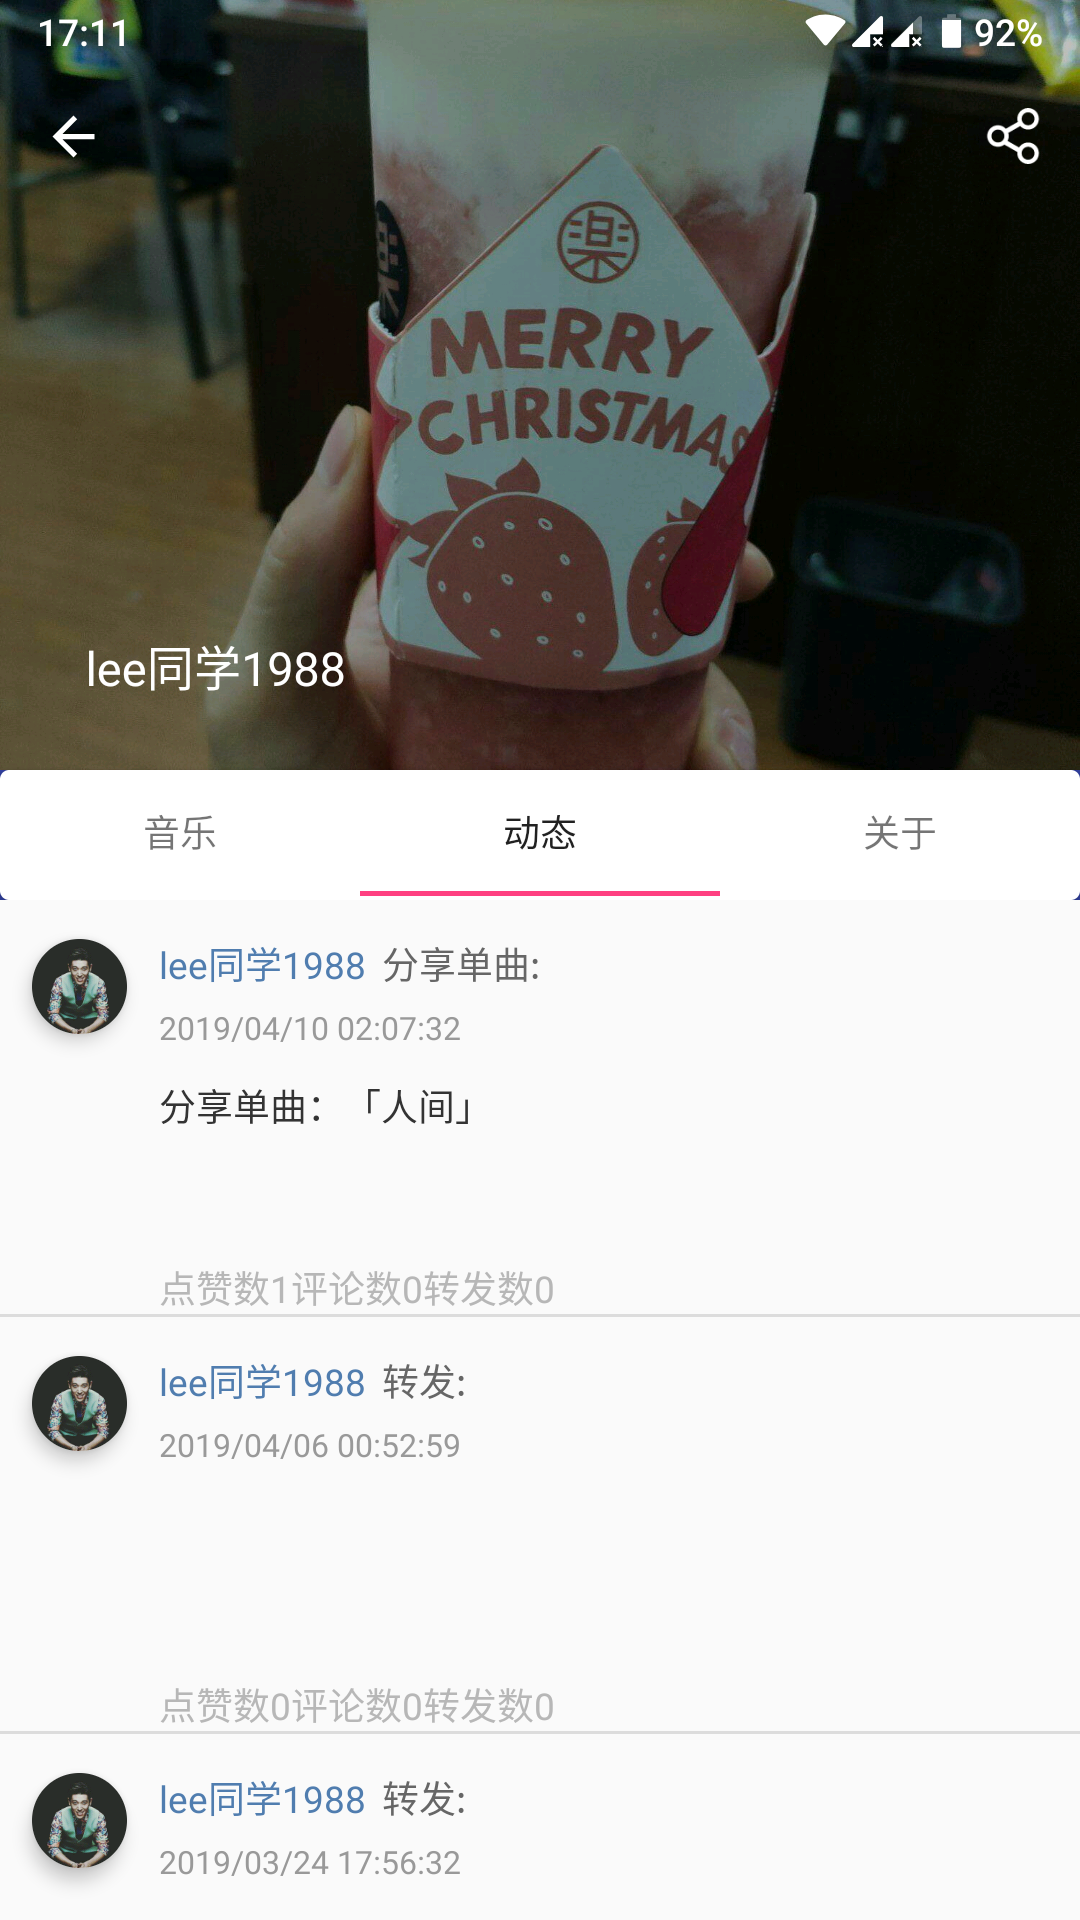 17:11
92%
楽
MERRY
CHRISTMAS
lee同学1988
音乐
动态
关于
lee同学1988 分享单曲:
2019/04/10 02:07:32
分享单曲：「人间」
点赞数1评论数0转发数0
lee同学1988 转发:
2019/04/06 00:52:59
点赞数0评论数0转发数0
lee同学1988 转发:
2019/03/24 17:56:32